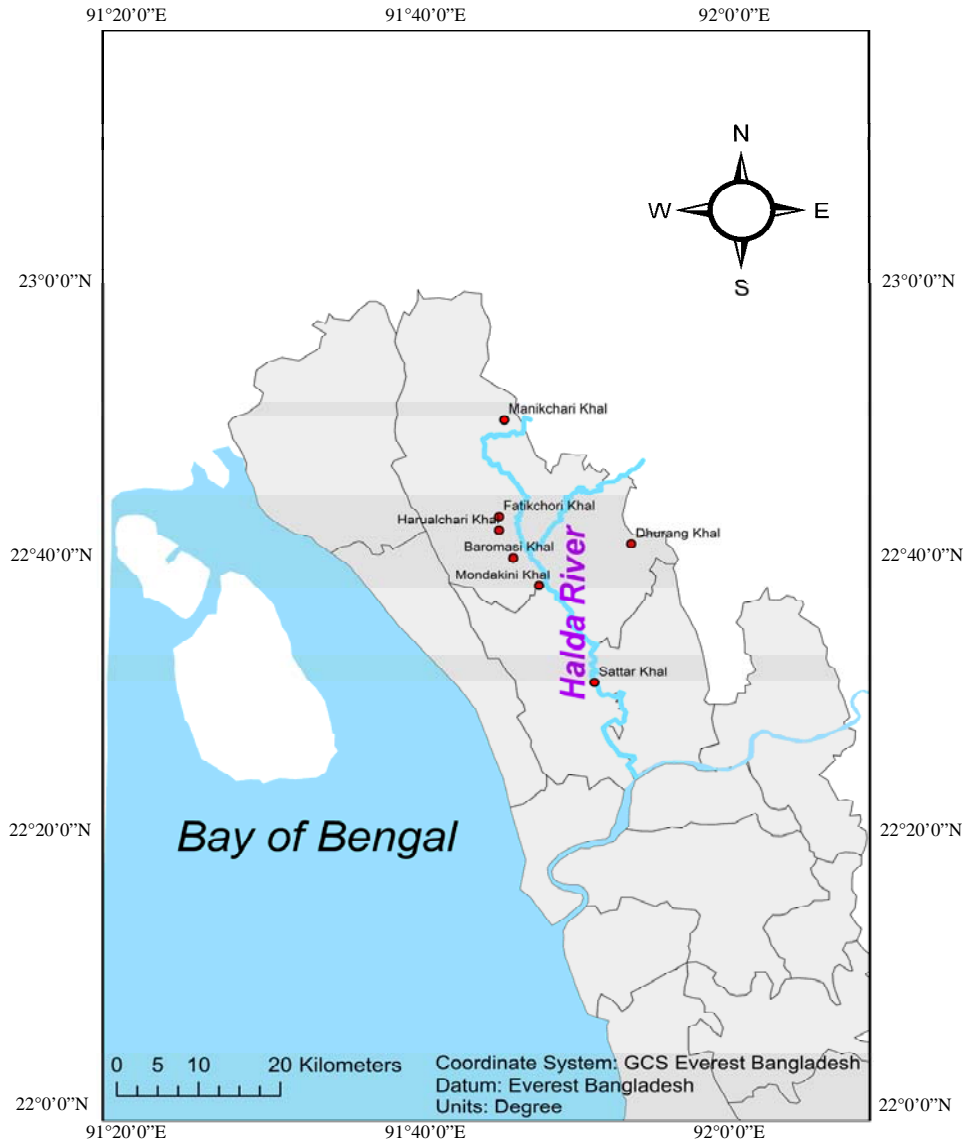 91°20'0"E 91°40'0"E 92°0'0"E
N
W E
S
23°0'0"N 23°0'0"N
Manikchari Khal
Fatikchori Khal
Harualchari Khal
Dhurang Khal
Baromasi Khal
22°40'0"N 22°40'0"N
Mondakini Khal
Halda River
Sattar Khal
22°20'0"N 22°20'0"N
Bay of Bengal
0 5 10 20 Kilometers
Coordinate System: GCS Everest Bangladesh
Datum: Everest Bangladesh
Units: Degree
22°0'0"N 22°0'0"N
91°20'0"E 91°40'0"E 92°0'0"E